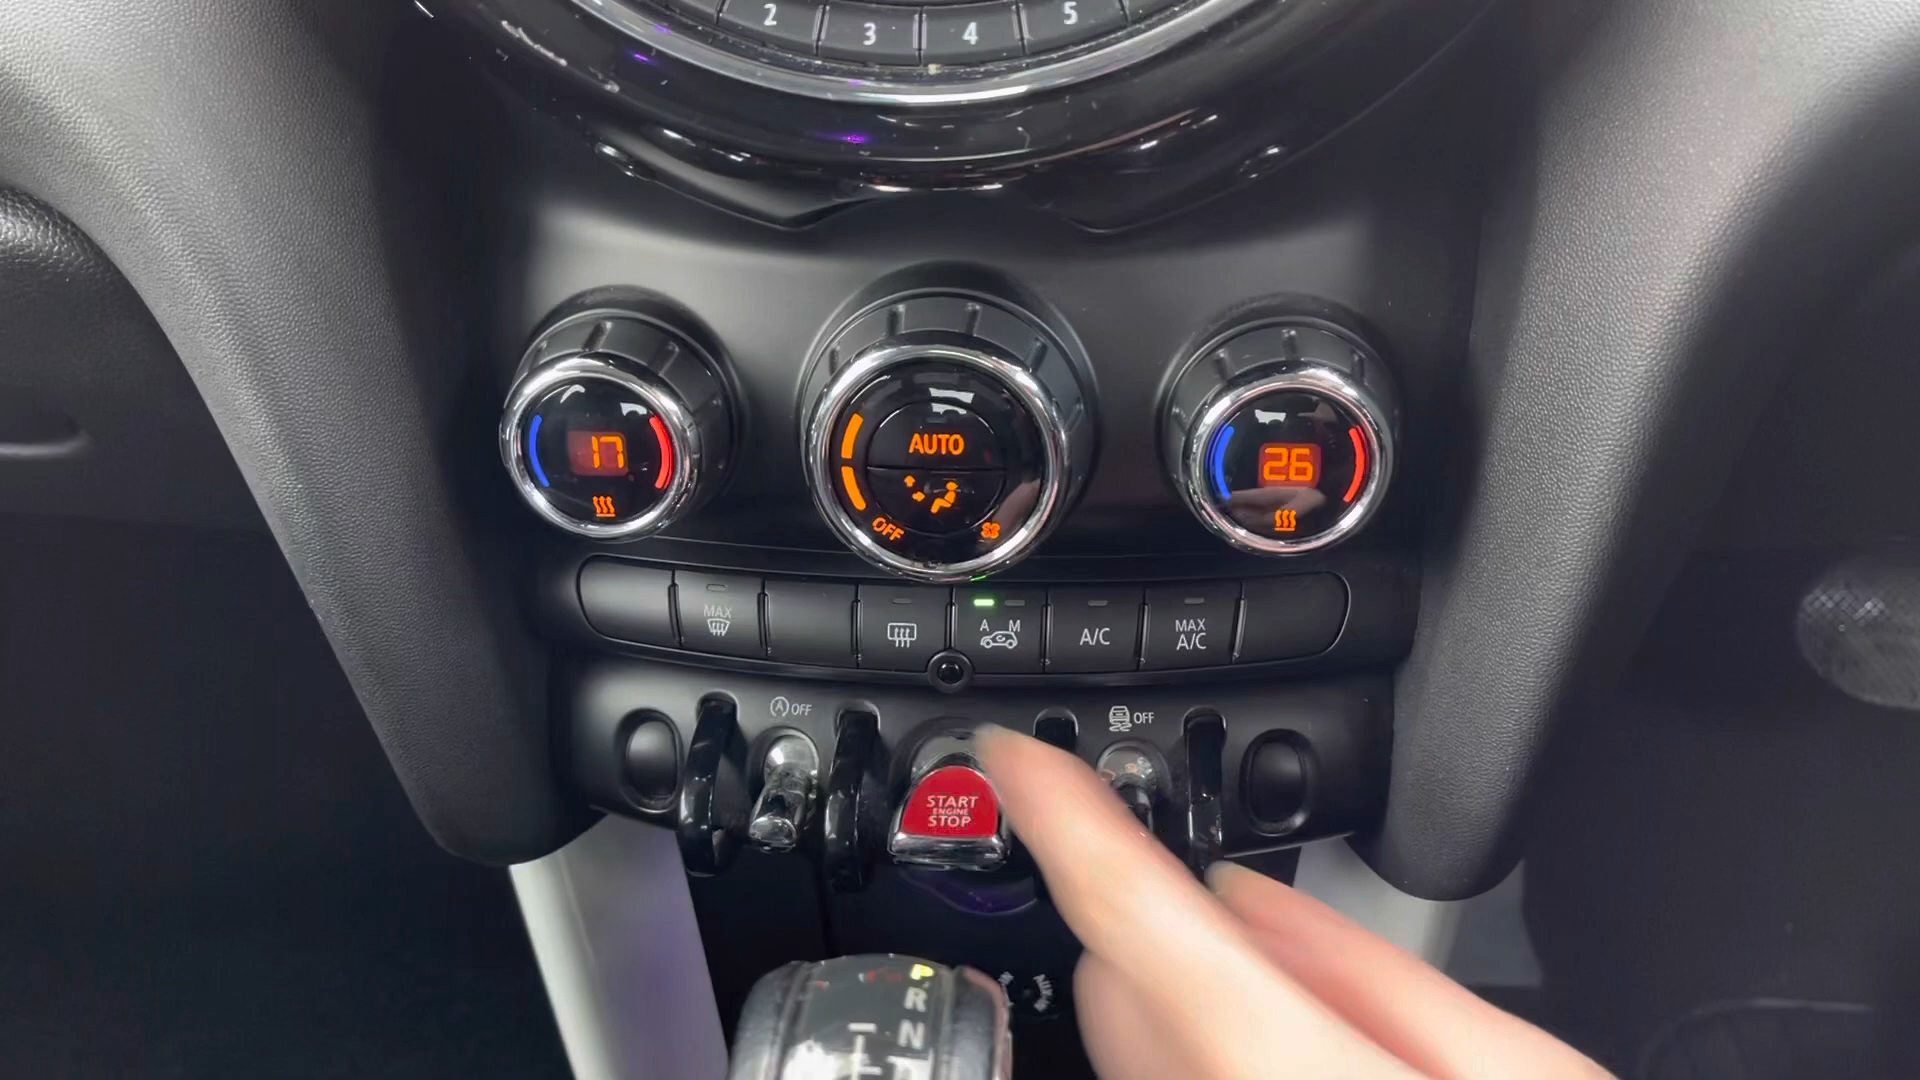 2 3 4 5
17
AUTO
OFF
26
MAX
A M
A/C
MAX
A/C
A OFF
OFF
START
ENGINE
STOP
P
R
N